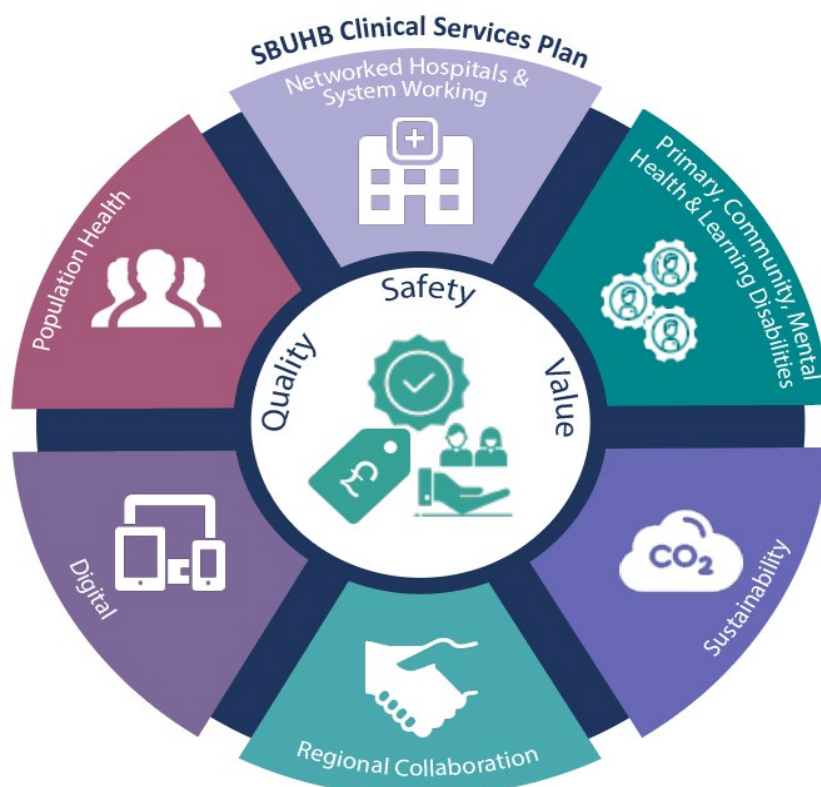 SBUHB Clinical Services Plan
Networked Hospitals &
System Working
Primary, Community, Mental
Health & Learning Disabilities
Sustainability
Regional Collaboration
Digital
Population Health
Quality
Safety
Value
£
CO2